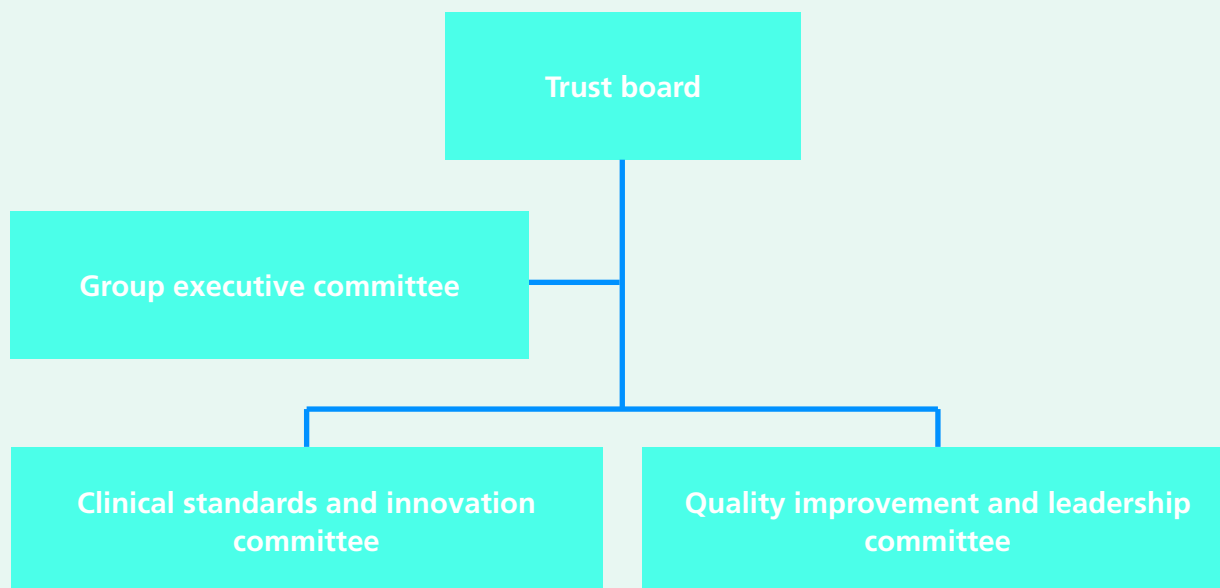 Trust board
Group executive committee
Clinical standards and innovation
committee
Quality improvement and leadership
committee